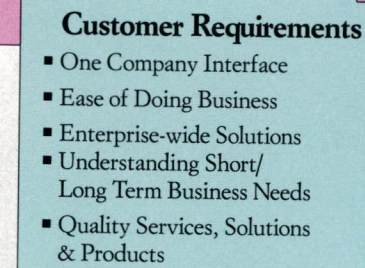 Customer Requirements
▪ One Company Interface
▪ Ease of Doing Business
▪ Enterprise-wide Solutions
▪ Understanding Short/
Long Term Business Needs
▪ Quality Services, Solutions
& Products